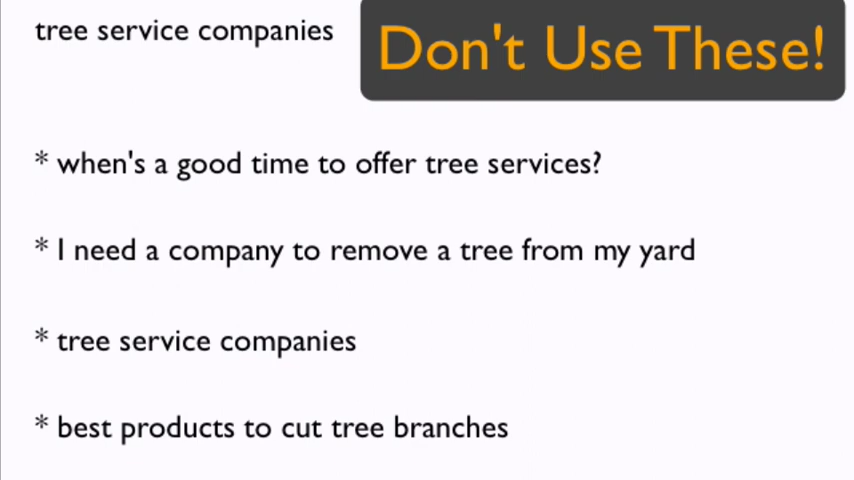 tree service companies
Don't Use These!
* when's a good time to offer tree services?
* I need a company to remove a tree from my yard
* tree service companies
* best products to cut tree branches